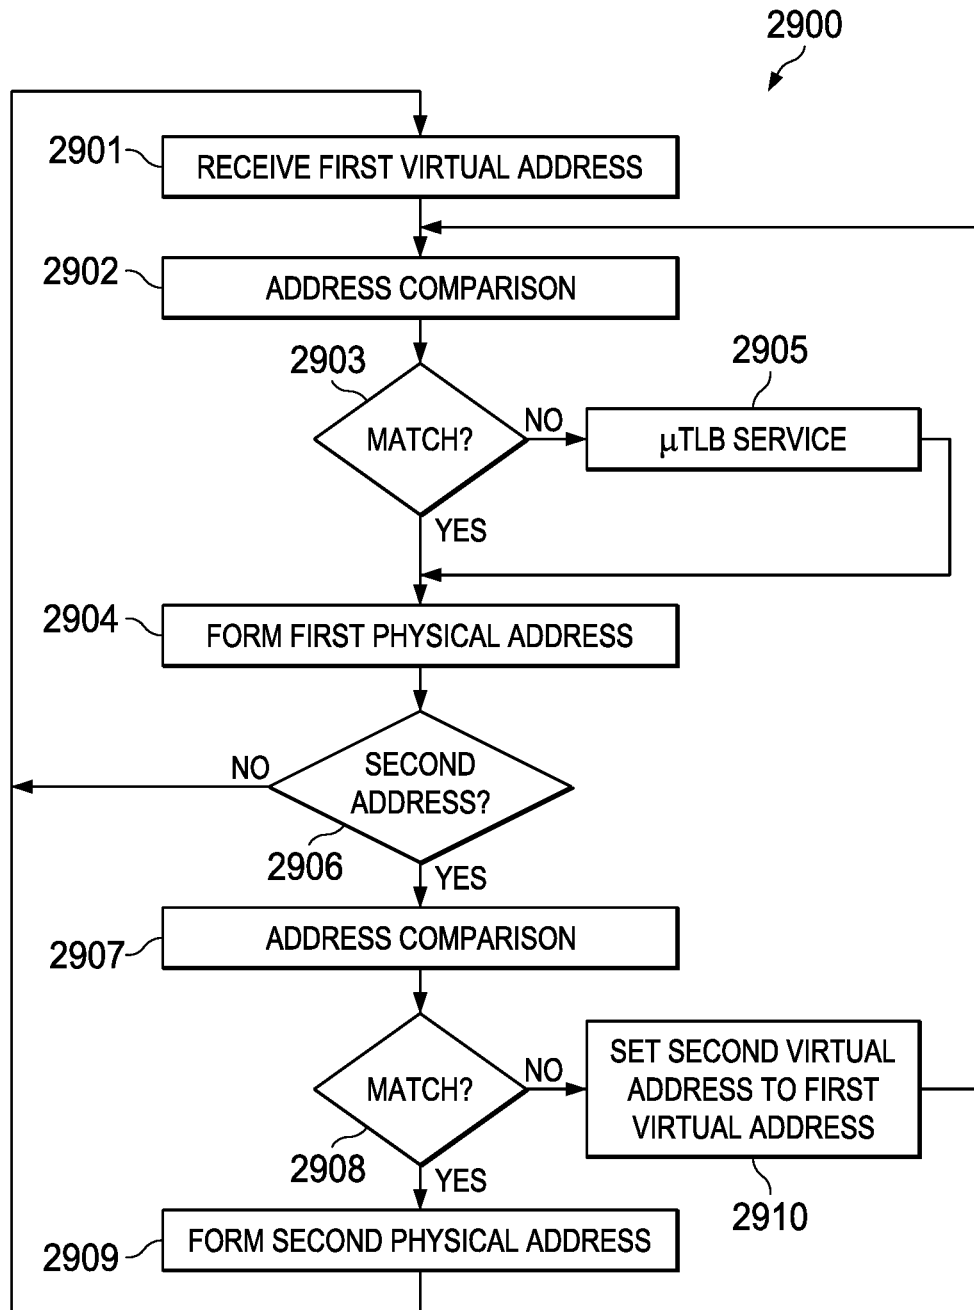 2900
2901
RECEIVE FIRST VIRTUAL ADDRESS
2902
ADDRESS COMPARISON
2903
MATCH?
NO
2905
μTLB SERVICE
YES
2904
FORM FIRST PHYSICAL ADDRESS
NO
SECOND
ADDRESS?
2906
YES
2907
ADDRESS COMPARISON
MATCH?
NO
SET SECOND VIRTUAL
ADDRESS TO FIRST
VIRTUAL ADDRESS
2908
YES
2910
2909
FORM SECOND PHYSICAL ADDRESS